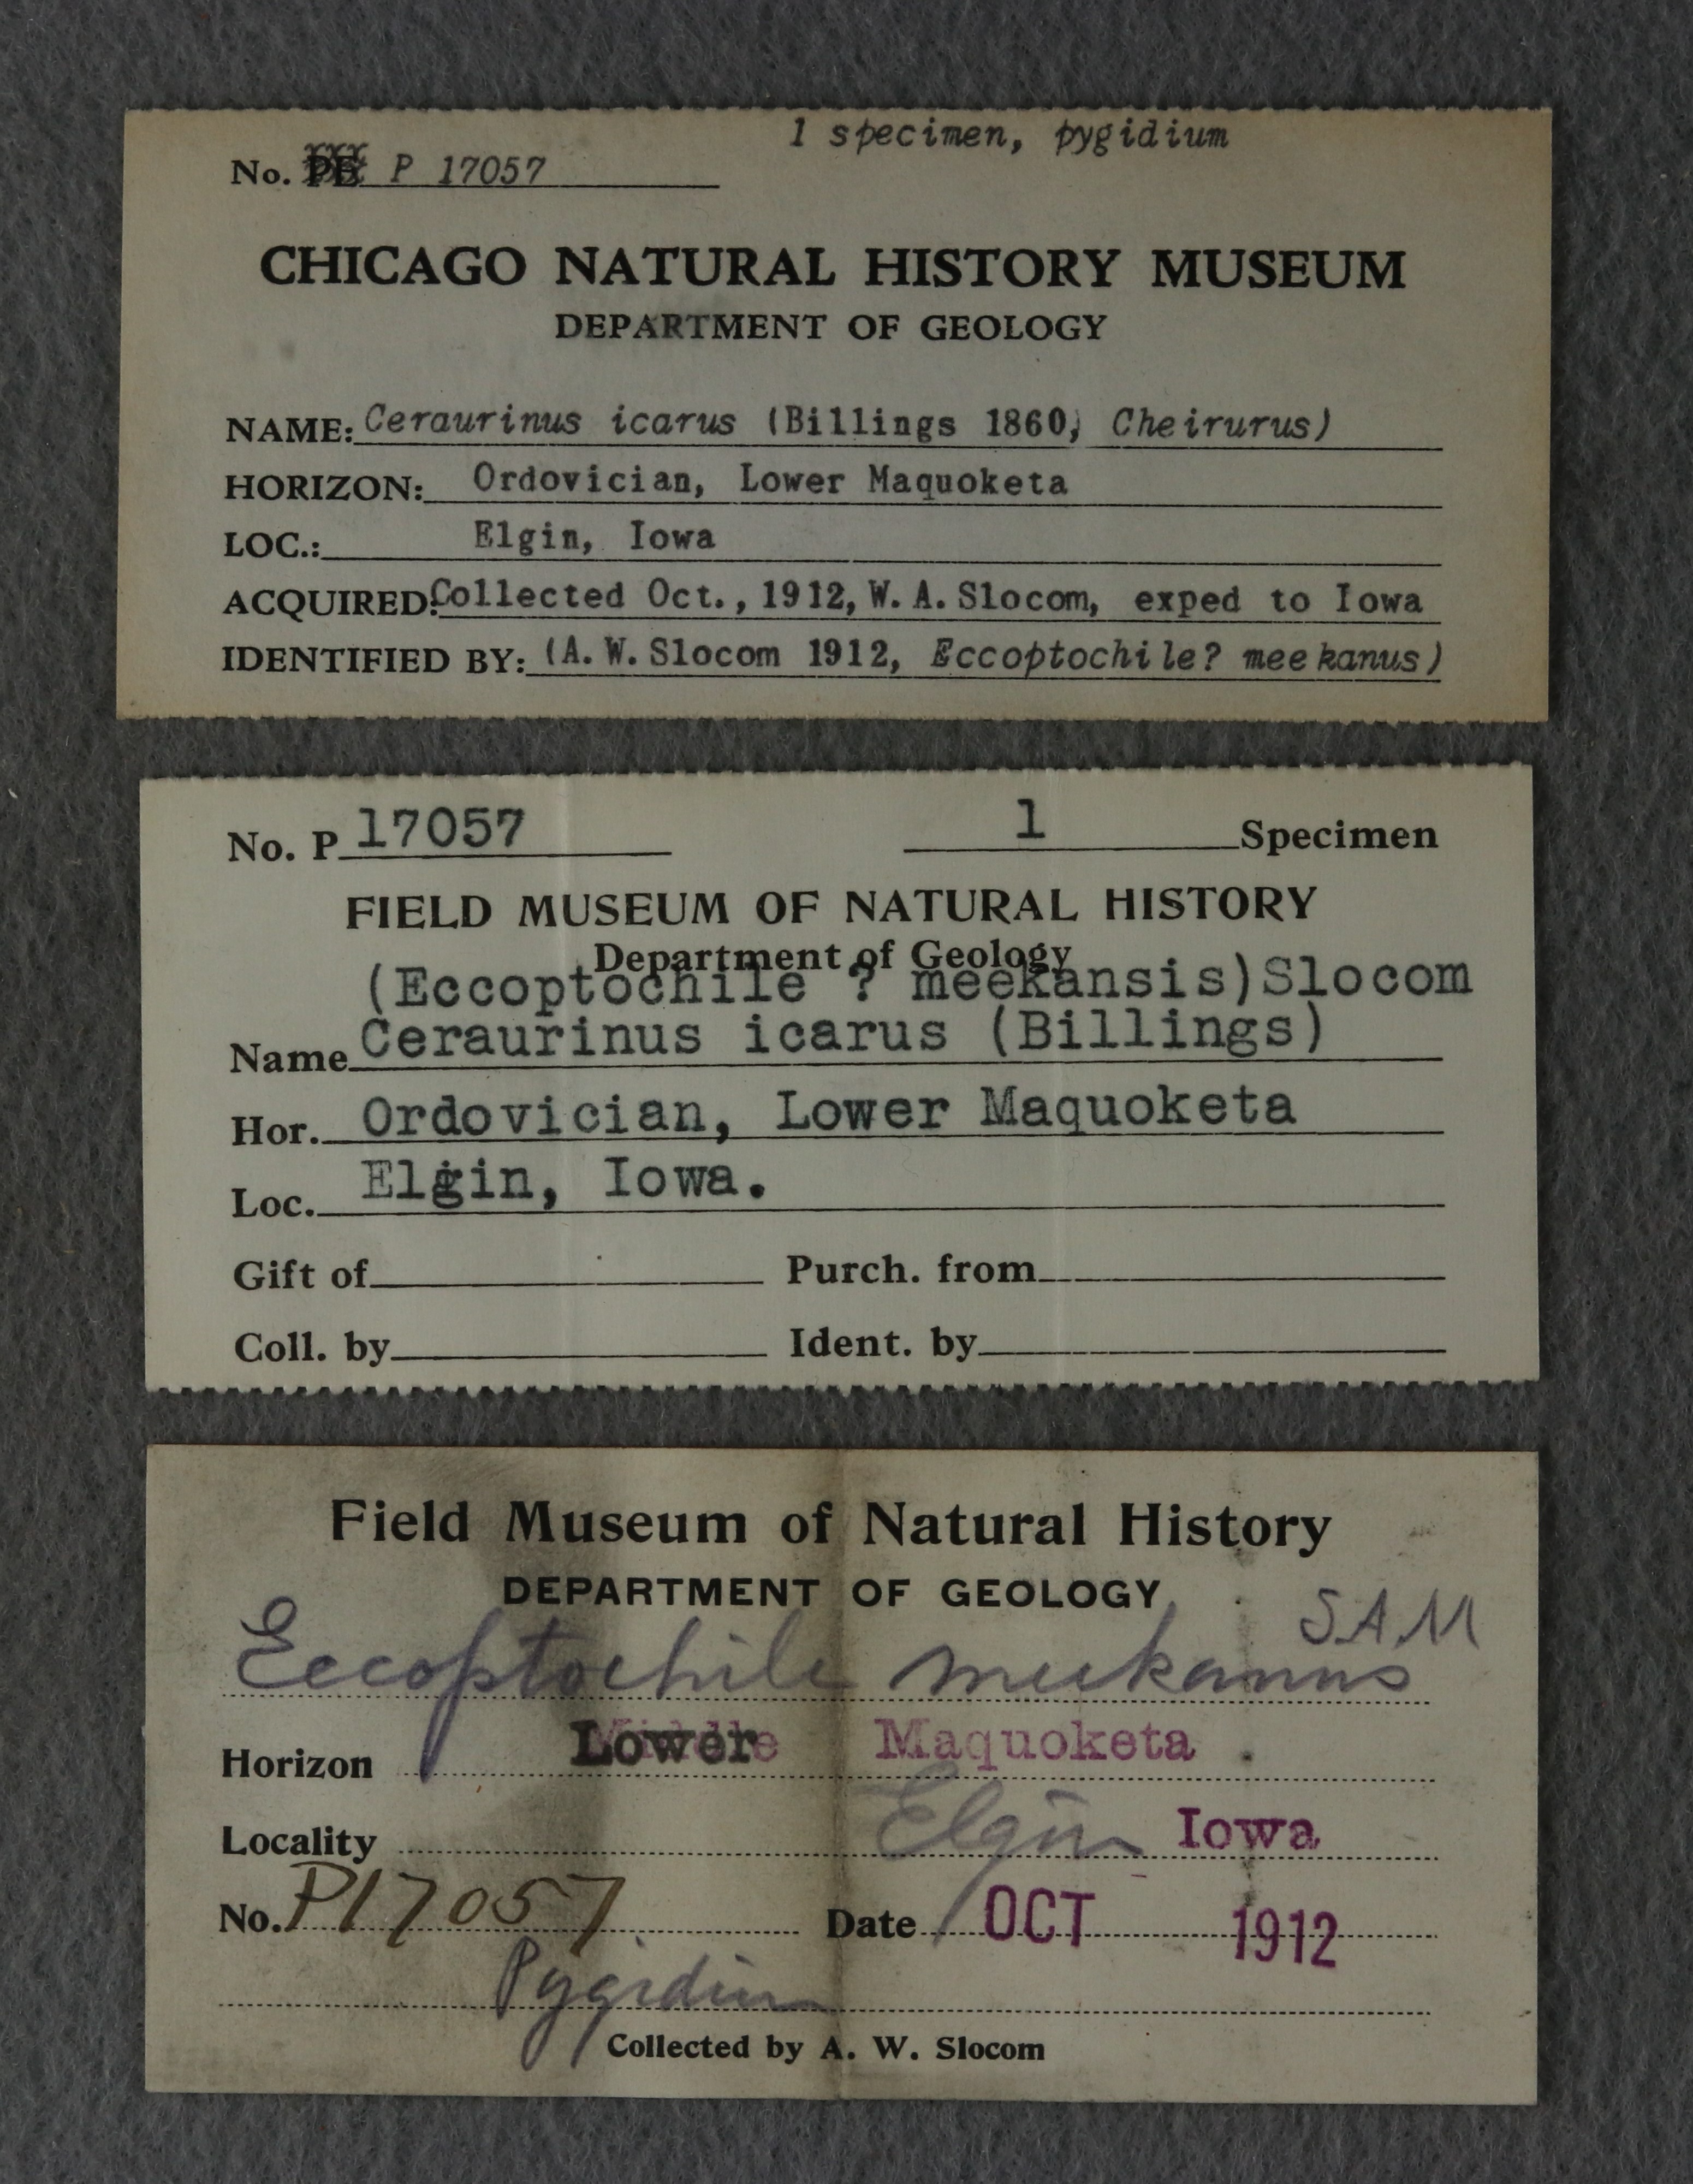 1 specimen, pygidium
No. P 17057
CHICAGO NATURAL HISTORY MUSEUM
DEPARTMENT OF GEOLOGY
NAME: Ceraurinus icarus (Billings 1860, Cheirurus)
HORIZON: Ordovician, Lower Maquoketa
LOC.: Elgin, Iowa
ACQUIRED: Collected Oct., 1912, W. A. Slocom, exped to Iowa
IDENTIFIED BY: (A. W. Slocom 1912, Eccoptochile? meekanus)
No. P 17057 1 Specimen
FIELD MUSEUM OF NATURAL HISTORY
Department of Geology
(Eccoptochile ? meekansis)Slocom
Name Ceraurinus icarus (Billings)
Hor. Ordovician, Lower Maquoketa
Loc. Elgin, Iowa.
Gift of Purch. from
Coll. by Ident. by
Field Museum of Natural History
DEPARTMENT OF GEOLOGY
SAM
Eccoptochile meekanus
Horizon Lower Maquoketa.
Locality Elgin Iowa
No. P17057 Date OCT 1912
Pygidium
Collected by A. W. Slocom